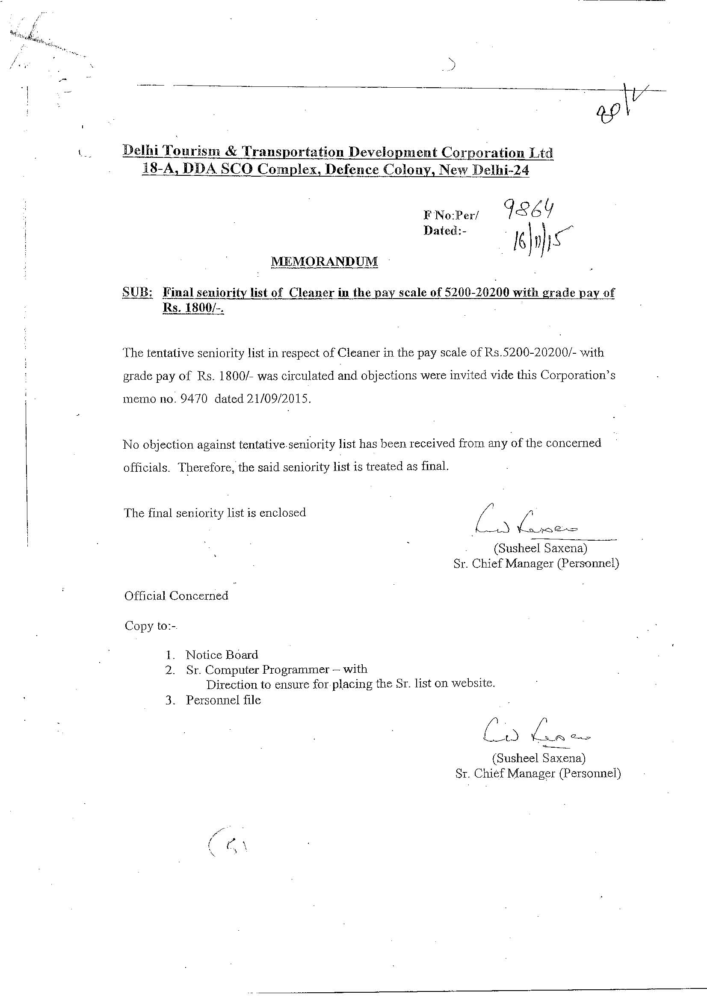 Delhi Tourism & Transportation Development Corporation Ltd
18-A, DDA SCO Complex, Defence Colony, New Delhi-24
F No:Per/ 9864
Dated:- 16/11/15
MEMORANDUM
SUB: Final seniority list of Cleaner in the pay scale of 5200-20200 with grade pay of
Rs. 1800/-.
The tentative seniority list in respect of Cleaner in the pay scale of Rs.5200-20200/- with
grade pay of Rs. 1800/- was circulated and objections were invited vide this Corporation's
memo no. 9470 dated 21/09/2015.
No objection against tentative seniority list has been received from any of the concerned
officials. Therefore, the said seniority list is treated as final.
The final seniority list is enclosed
(Susheel Saxena)
Sr. Chief Manager (Personnel)
Official Concerned
Copy to:-
1. Notice Board
2. Sr. Computer Programmer – with
Direction to ensure for placing the Sr. list on website.
3. Personnel file
(Susheel Saxena)
Sr. Chief Manager (Personnel)